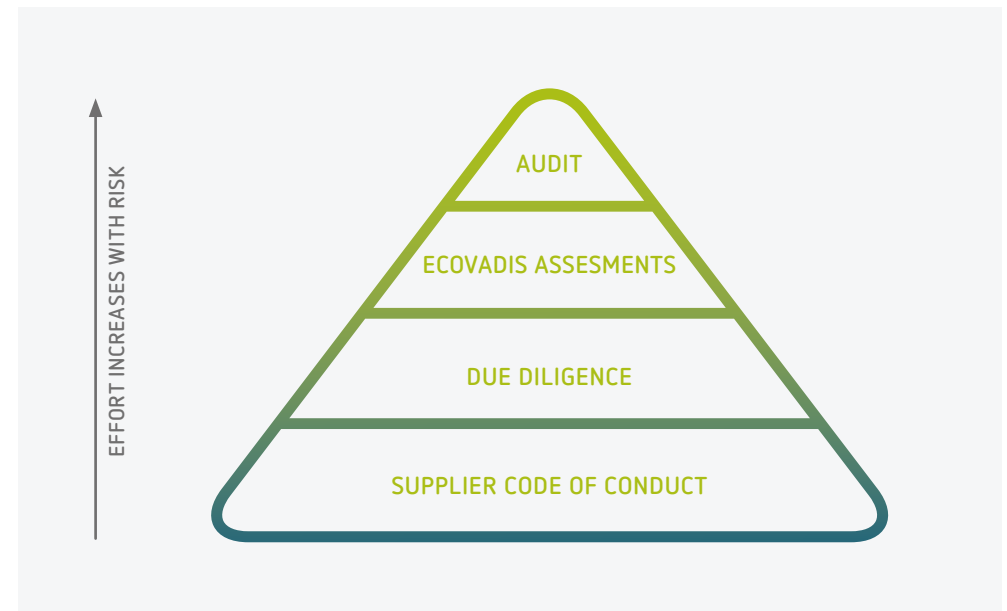 AUDIT
ECOVADIS ASSESMENTS
DUE DILIGENCE
SUPPLIER CODE OF CONDUCT
EFFORT INCREASES WITH RISK